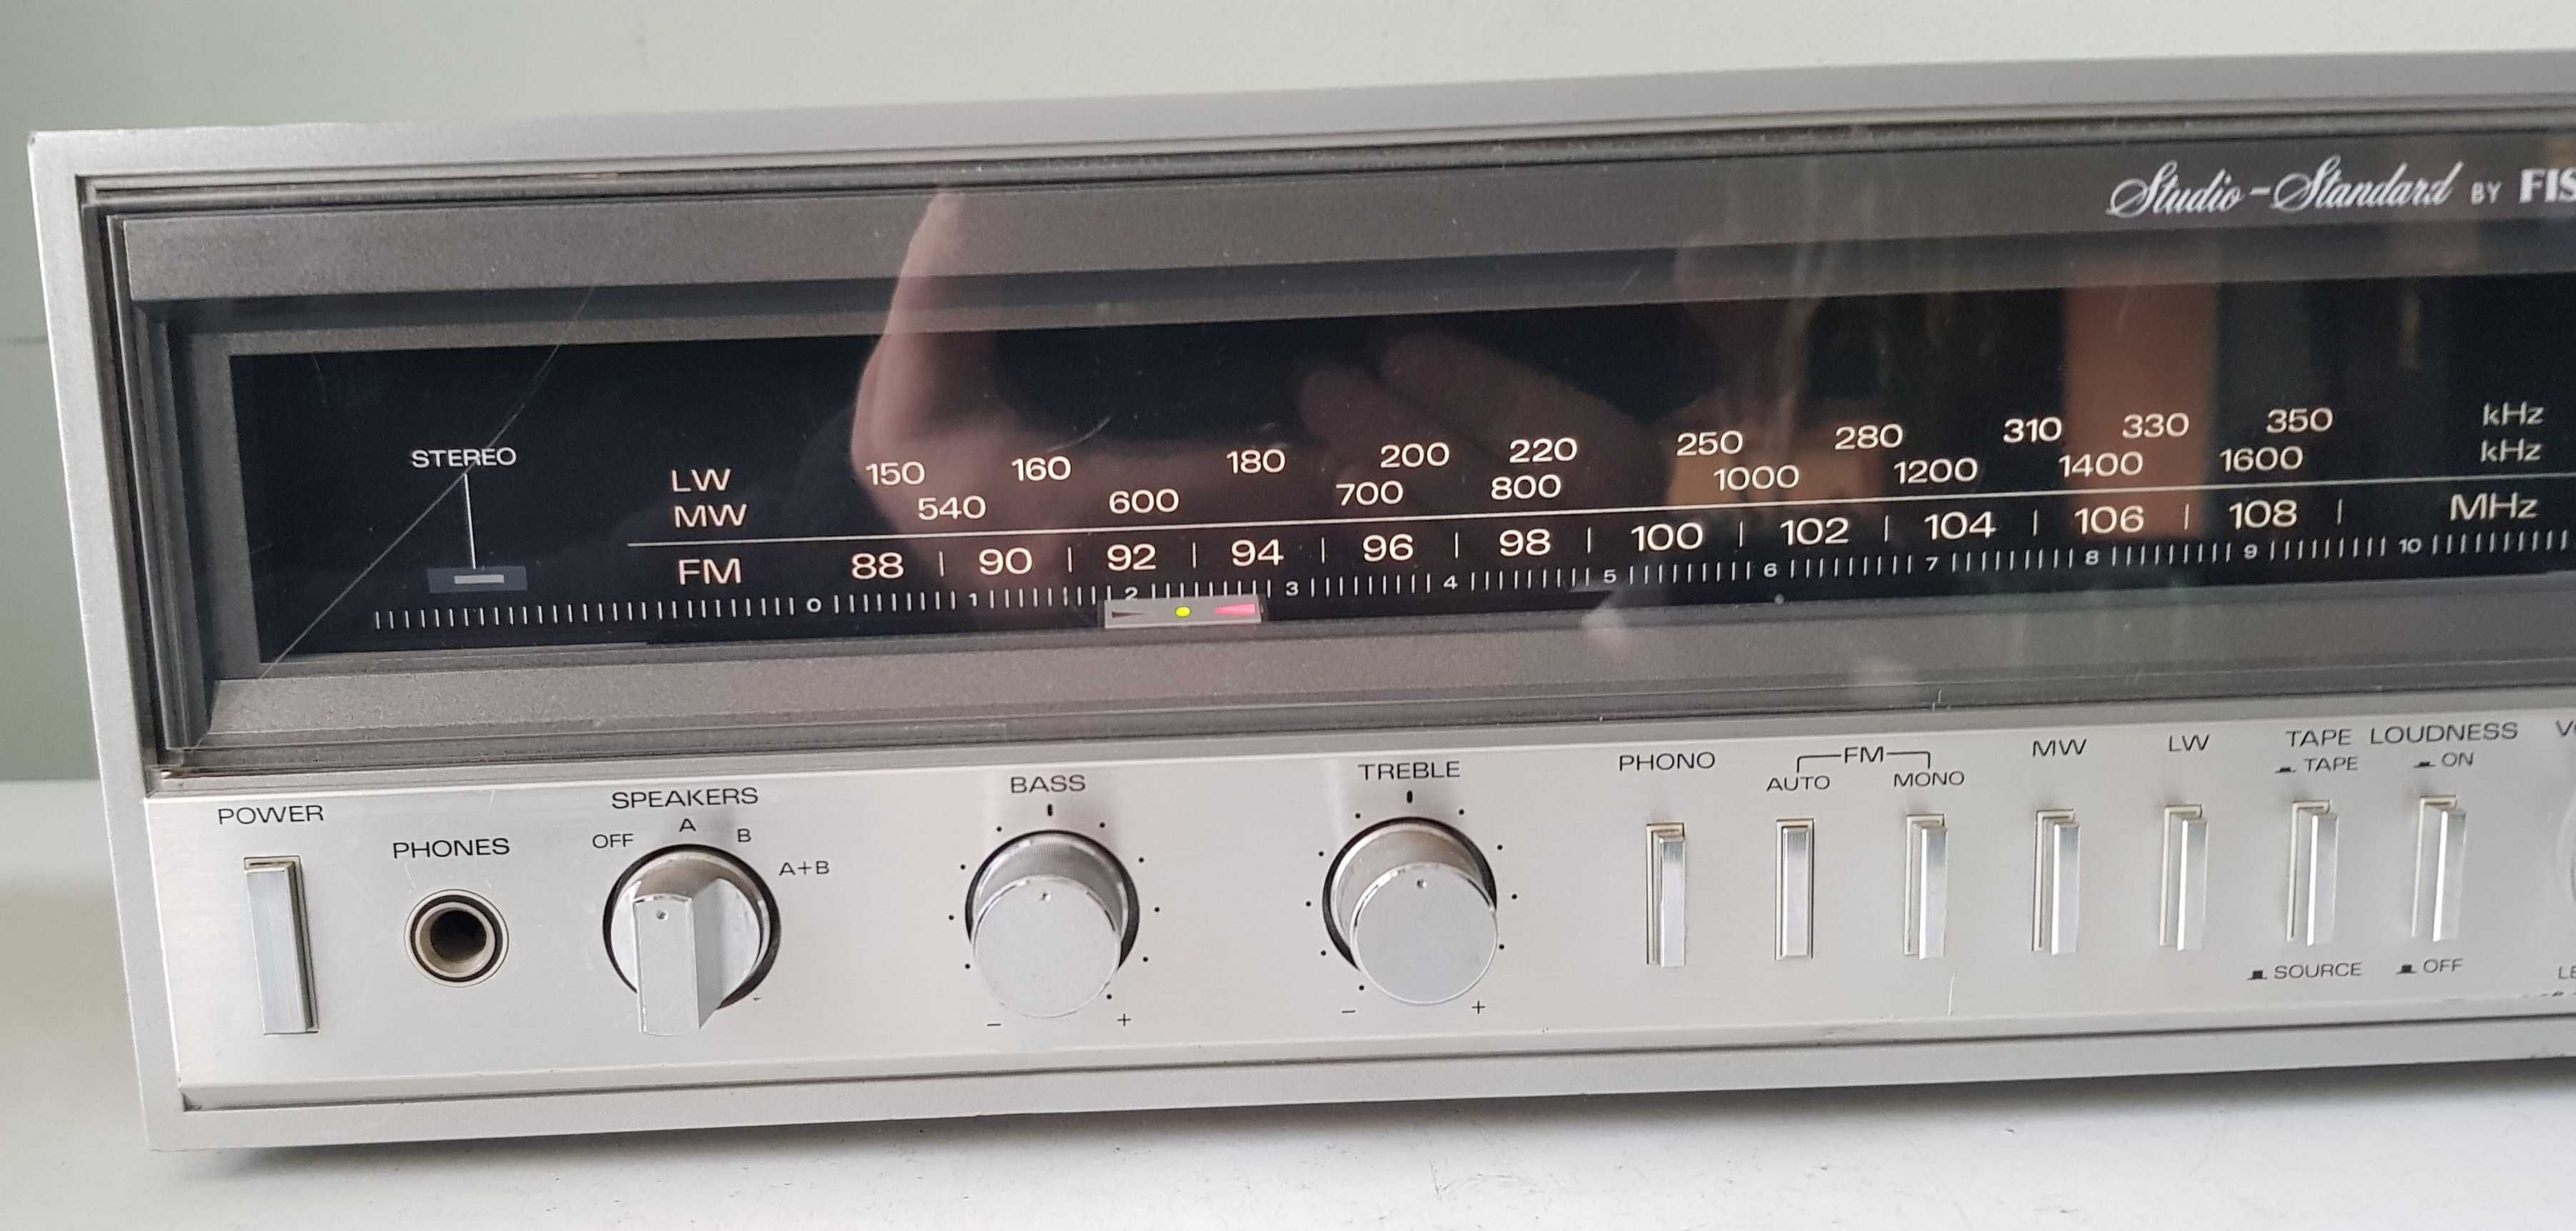 Studio-Standard BY FIS
STEREO
LW 150 160 180 200 220 250 280 310 330 350 kHz
MW 540 600 700 800 1000 1200 1400 1600 kHz
FM 88 90 92 94 96 98 100 102 104 106 108 MHz
0 1 2 3 4 5 6 7 8 9 10
POWER
PHONES
SPEAKERS
OFF A B A+B
BASS
- +
TREBLE
- +
PHONO
FM
AUTO MONO
MW
LW
TAPE
TAPE
SOURCE
LOUDNESS
ON
OFF